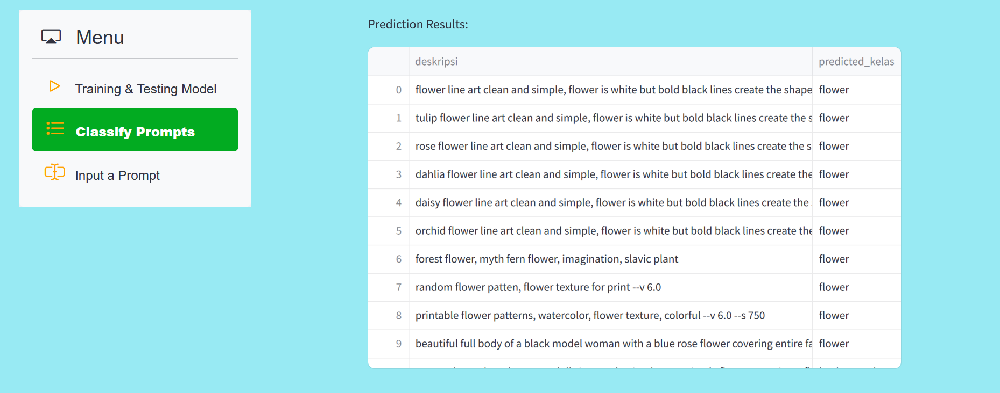 Menu
Training & Testing Model
Classify Prompts
Input a Prompt
Prediction Results:
deskripsi predicted_kelas
0 flower line art clean and simple, flower is white but bold black lines create the shape flower
1 tulip flower line art clean and simple, flower is white but bold black lines create the s flower
2 rose flower line art clean and simple, flower is white but bold black lines create the s flower
3 dahlia flower line art clean and simple, flower is white but bold black lines create the flower
4 daisy flower line art clean and simple, flower is white but bold black lines create the flower
5 orchid flower line art clean and simple, flower is white but bold black lines create the flower
6 forest flower, myth fern flower, imagination, slavic plant flower
7 random flower patten, flower texture for print --v 6.0 flower
8 printable flower patterns, watercolor, flower texture, colorful --v 6.0 --s 750 flower
9 beautiful full body of a black model woman with a blue rose flower covering entire fa flower